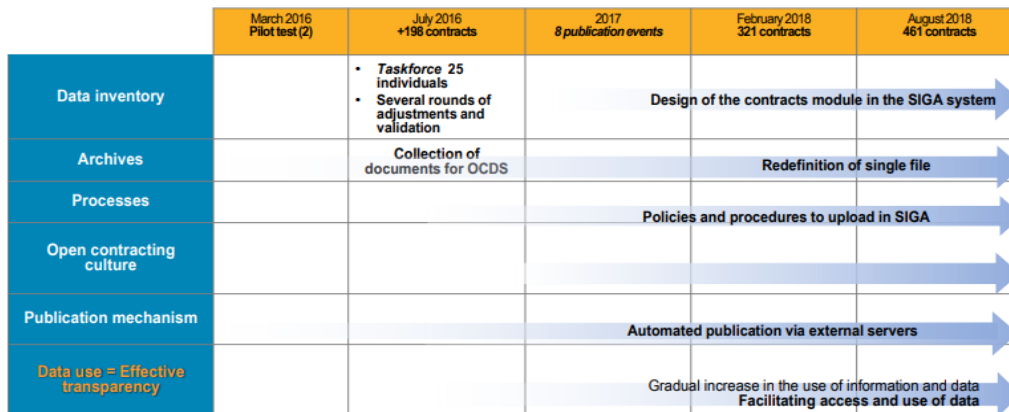 March 2016
Pilot test (2)
July 2016
+198 contracts
2017
8 publication events
February 2018
321 contracts
August 2018
461 contracts
Data inventory
• Taskforce 25
individuals
• Several rounds of
adjustments and
validation
Design of the contracts module in the SIGA system
Archives
Collection of
documents for OCDS
Redefinition of single file
Processes
Policies and procedures to upload in SIGA
Open contracting
culture
Publication mechanism
Automated publication via external servers
Data use = Effective
transparency
Gradual increase in the use of information and data
Facilitating access and use of data